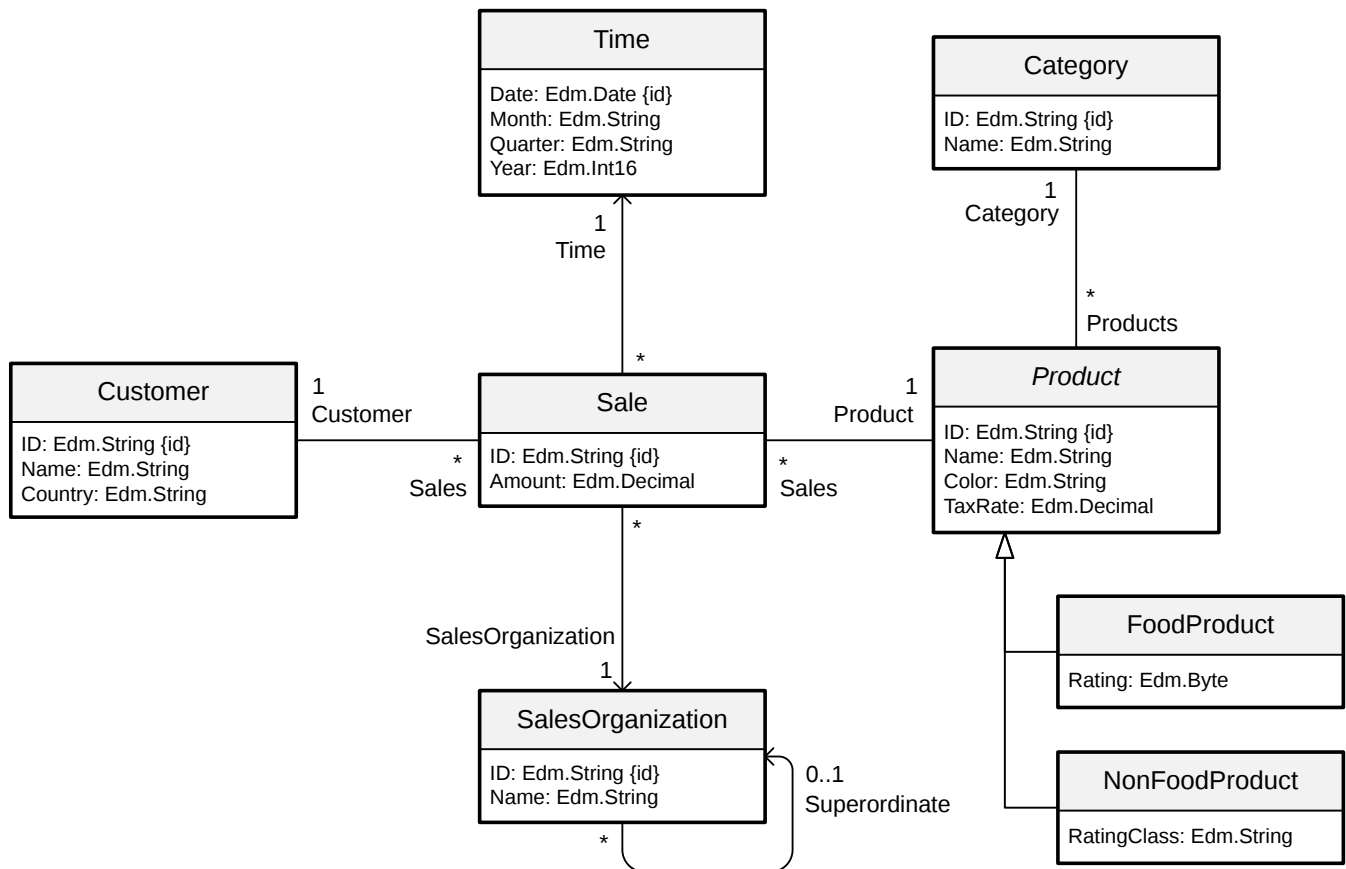 Time
Date: Edm.Date {id}
Month: Edm.String
Quarter: Edm.String
Year: Edm.Int16
Category
ID: Edm.String {id}
Name: Edm.String
1
Time
1
Category
*
Products
*
Customer
ID: Edm.String {id}
Name: Edm.String
Country: Edm.String
1
Customer
*
Sales
Sale
ID: Edm.String {id}
Amount: Edm.Decimal
1
Product
*
Sales
Product
ID: Edm.String {id}
Name: Edm.String
Color: Edm.String
TaxRate: Edm.Decimal
*
SalesOrganization
1
SalesOrganization
ID: Edm.String {id}
Name: Edm.String
*
0..1
Superordinate
FoodProduct
Rating: Edm.Byte
NonFoodProduct
RatingClass: Edm.String